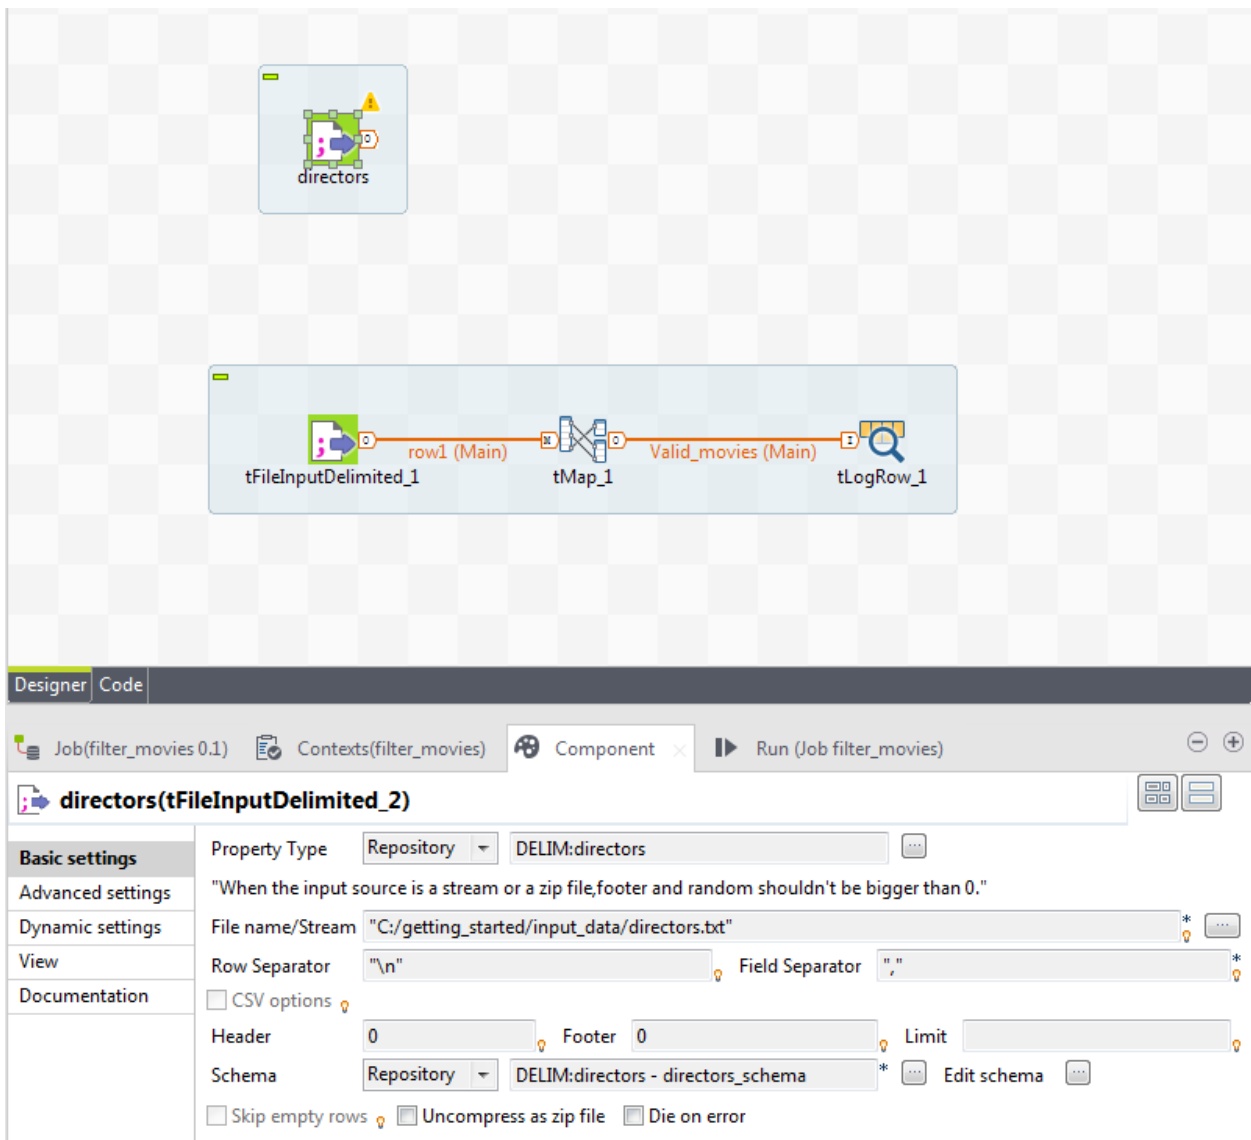 directors
row1 (Main)
Valid_movies (Main)
tFileInputDelimited_1
tMap_1
tLogRow_1
Designer
Code
Job(filter_movies 0.1)
Contexts(filter_movies)
Component
Run (Job filter_movies)
directors(tFileInputDelimited_2)
Basic settings
Advanced settings
Dynamic settings
View
Documentation
Property Type Repository DELIM:directors ...
"When the input source is a stream or a zip file,footer and random shouldn't be bigger than 0."
File name/Stream "C:/getting_started/input_data/directors.txt" * ...
Row Separator "\n" Field Separator "," *
CSV options
Header 0 Footer 0 Limit
Schema Repository DELIM:directors - directors_schema * ... Edit schema ...
Skip empty rows Uncompress as zip file Die on error